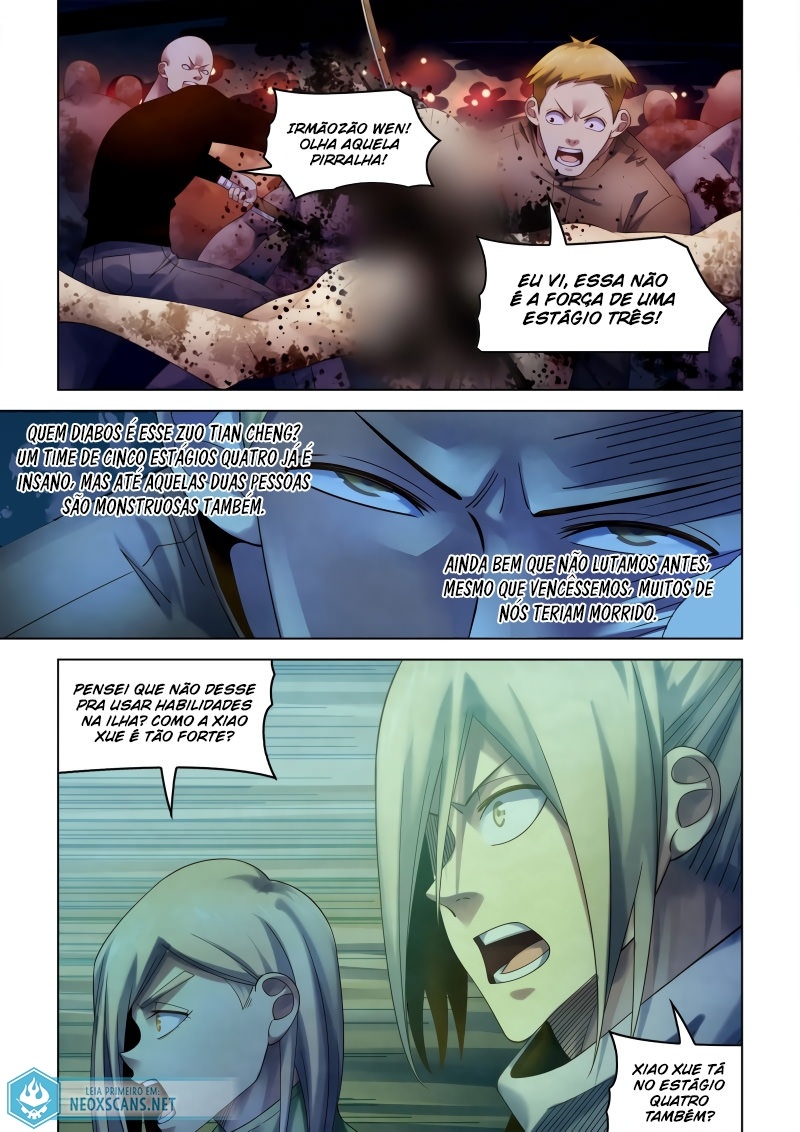 IRMÃOZÃO WEN!
OLHA AQUELA
PIRRALHA!
EU VI, ESSA NÃO
É A FORÇA DE UMA
ESTÁGIO TRÊS!
QUEM DIABOS É ESSE ZUO TIAN CHENG?
UM TIME DE CINCO ESTÁGIOS QUATRO JÁ É
INSANO, MAS ATÉ AQUELAS DUAS PESSOAS
SÃO MONSTRUOSAS TAMBÉM.
AINDA BEM QUE NÃO LUTAMOS ANTES,
MESMO QUE VENCÊSSEMOS, MUITOS DE
NÓS TERIAM MORRIDO.
PENSEI QUE NÃO DESSE
PRA USAR HABILIDADES
NA ILHA? COMO A XIAO
XUE É TÃO FORTE?
XIAO XUE TÁ
NO ESTÁGIO
QUATRO
TAMBÉM?
LEIA PRIMEIRO EM:
NEOXSCANS.NET